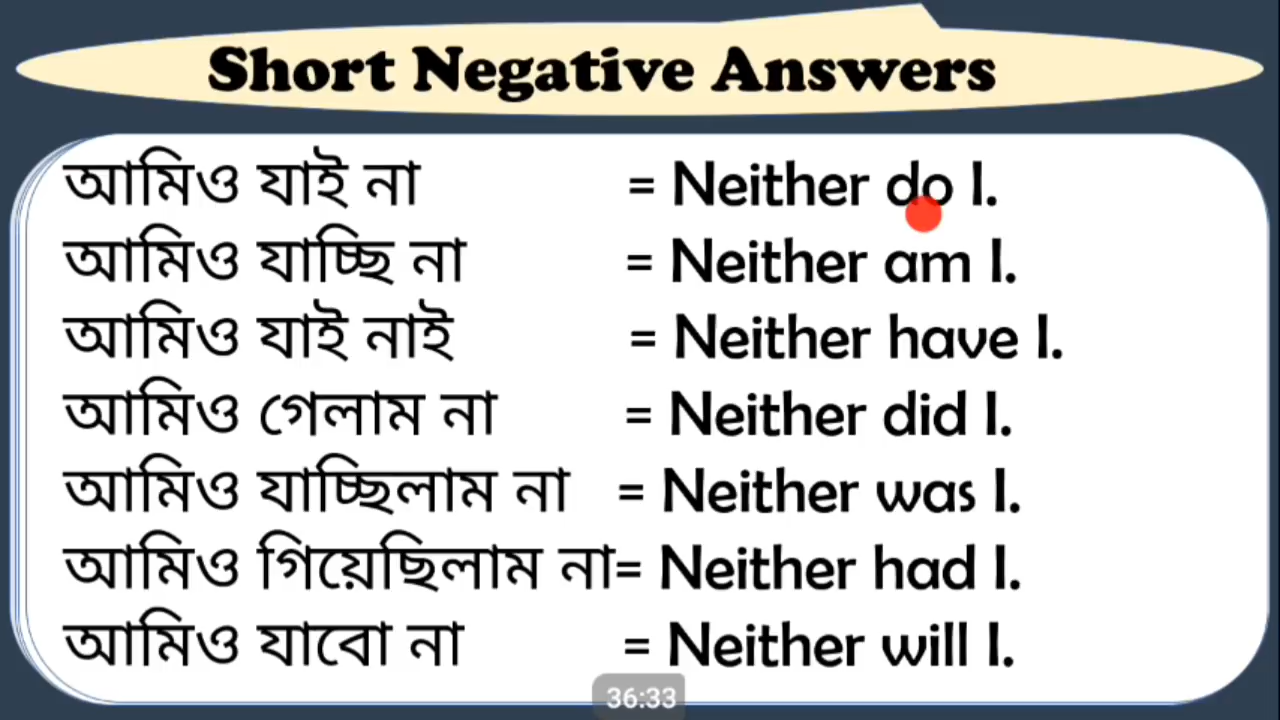 Short Negative Answers
আমিও যাই না = Neither do I.
আমিও যাচ্ছি না = Neither am I.
আমিও যাই নাই = Neither have I.
আমিও গেলাম না = Neither did I.
আমিও যাচ্ছিলাম না = Neither was I.
আমিও গিয়েছিলাম না= Neither had I.
আমিও যাবো না = Neither will I.
36:33